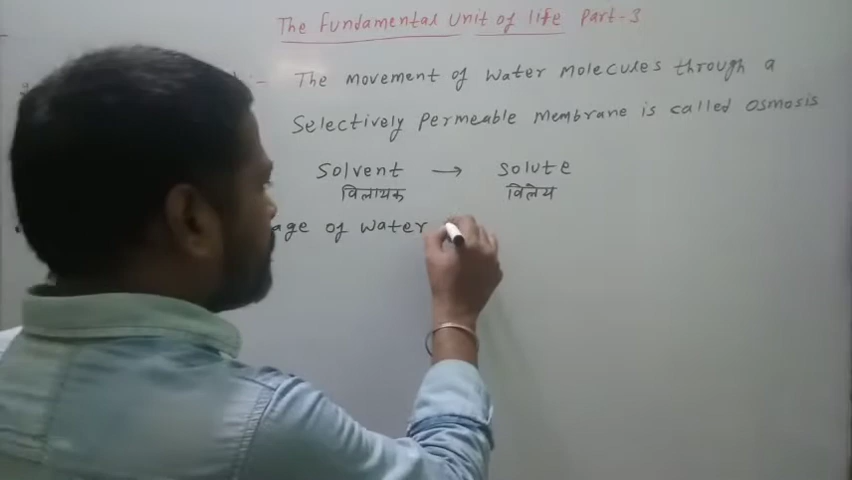 The Fundamental Unit of life Part-3
:- The movement of water molecules through a
Selectively Permeable membrane is called osmosis
Solvent → Solute
विलायक विलेय
age of water